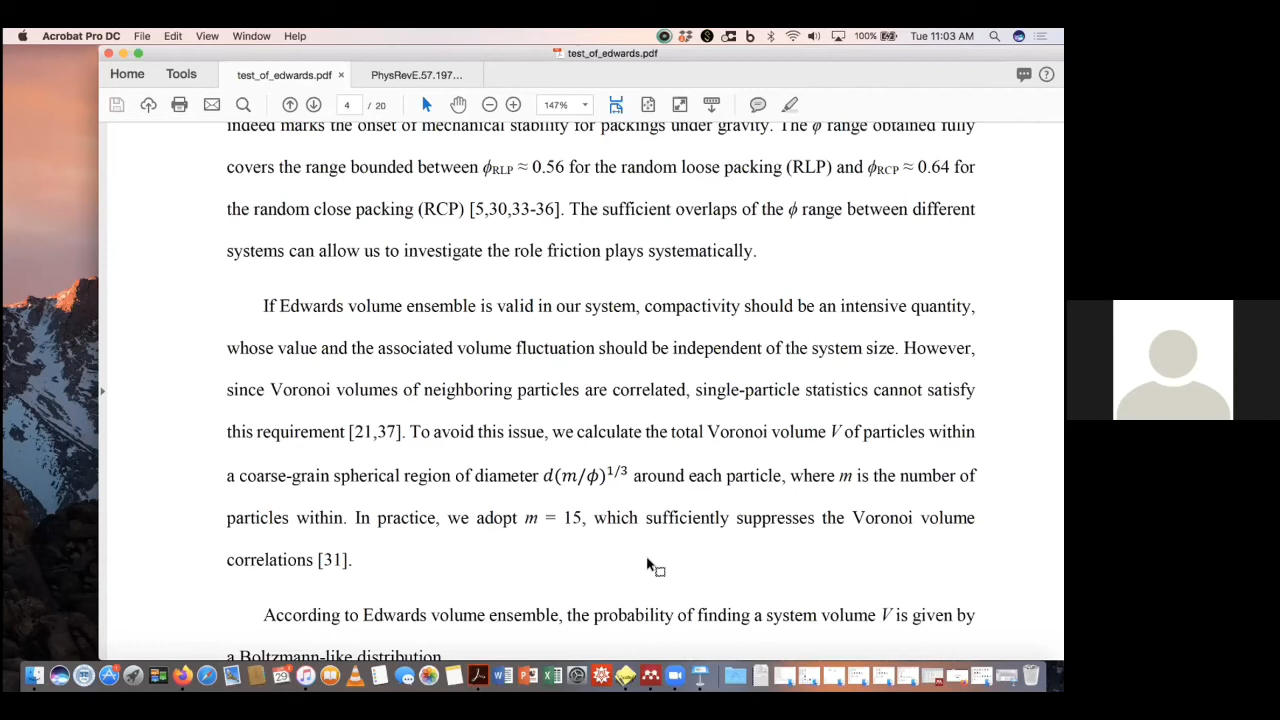 Acrobat Pro DC File Edit View Window Help 100% Tue 11:03 AM
test_of_edwards.pdf
Home Tools test_of_edwards.pdf × PhysRevE.57.197...
4 / 20 147%
indeed marks the onset of mechanical stability for packings under gravity. The ϕ range obtained fully
covers the range bounded between ϕRLP ≈ 0.56 for the random loose packing (RLP) and ϕRCP ≈ 0.64 for
the random close packing (RCP) [5,30,33-36]. The sufficient overlaps of the ϕ range between different
systems can allow us to investigate the role friction plays systematically.
If Edwards volume ensemble is valid in our system, compactivity should be an intensive quantity,
whose value and the associated volume fluctuation should be independent of the system size. However,
since Voronoi volumes of neighboring particles are correlated, single-particle statistics cannot satisfy
this requirement [21,37]. To avoid this issue, we calculate the total Voronoi volume V of particles within
a coarse-grain spherical region of diameter d(m/ϕ)^1/3 around each particle, where m is the number of
particles within. In practice, we adopt m = 15, which sufficiently suppresses the Voronoi volume
correlations [31].
According to Edwards volume ensemble, the probability of finding a system volume V is given by
a Boltzmann-like distribution